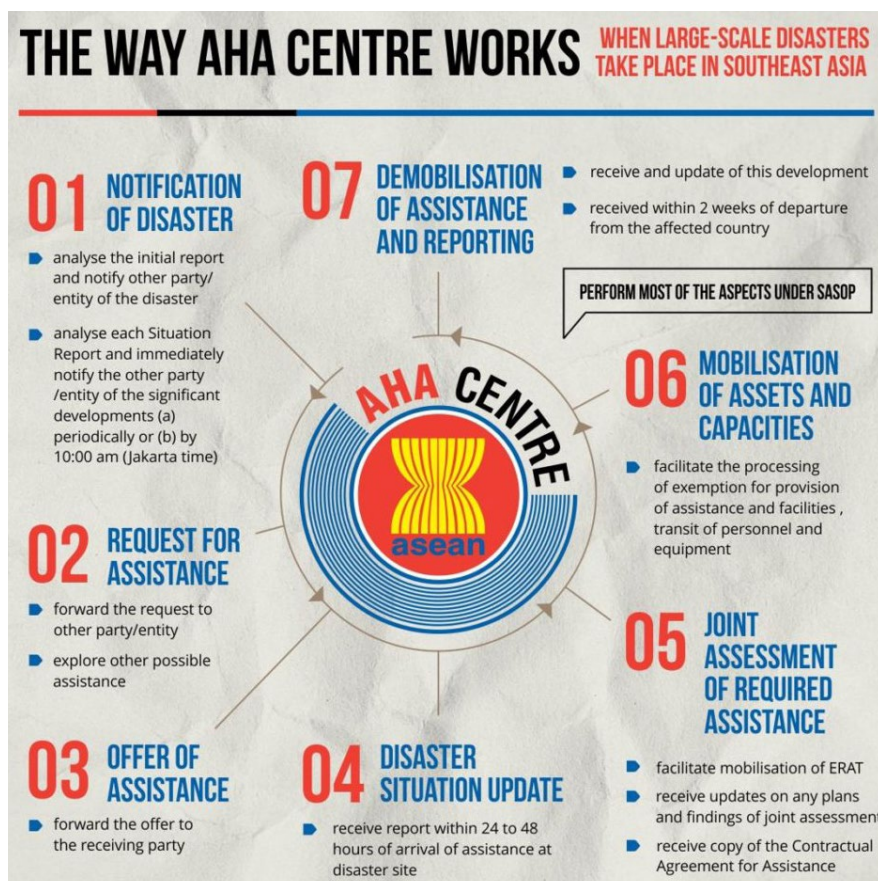 THE WAY AHA CENTRE WORKS
WHEN LARGE-SCALE DISASTERS
TAKE PLACE IN SOUTHEAST ASIA
01
NOTIFICATION
OF DISASTER
analyse the initial report
and notify other party/
entity of the disaster
analyse each Situation
Report and immediately
notify the other party
/entity of the significant
developments (a)
periodically or (b) by
10:00 am (Jakarta time)
02
REQUEST FOR
ASSISTANCE
forward the request to
other party/entity
explore other possible
assistance
03
OFFER OF
ASSISTANCE
forward the offer to
the receiving party
04
DISASTER
SITUATION UPDATE
receive report within 24 to 48
hours of arrival of assistance at
disaster site
05
JOINT
ASSESSMENT
OF REQUIRED
ASSISTANCE
facilitate mobilisation of ERAT
receive updates on any plans
and findings of joint assessment
receive copy of the Contractual
Agreement for Assistance
06
MOBILISATION
OF ASSETS AND
CAPACITIES
facilitate the processing
of exemption for provision
of assistance and facilities ,
transit of personnel and
equipment
07
DEMOBILISATION
OF ASSISTANCE
AND REPORTING
receive and update of this development
received within 2 weeks of departure
from the affected country
PERFORM MOST OF THE ASPECTS UNDER SASOP
AHA CENTRE
asean